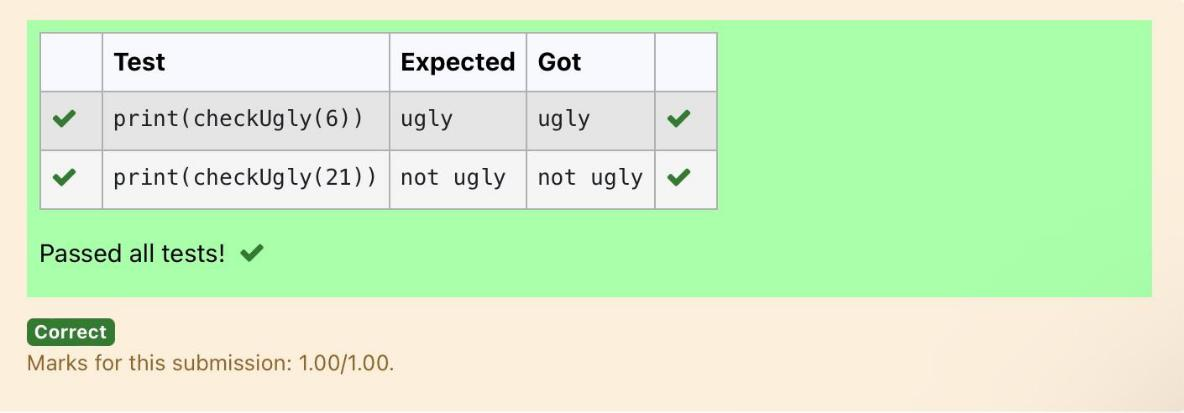 Test Expected Got
print(checkUgly(6)) ugly ugly
print(checkUgly(21)) not ugly not ugly
Passed all tests!
Correct
Marks for this submission: 1.00/1.00.